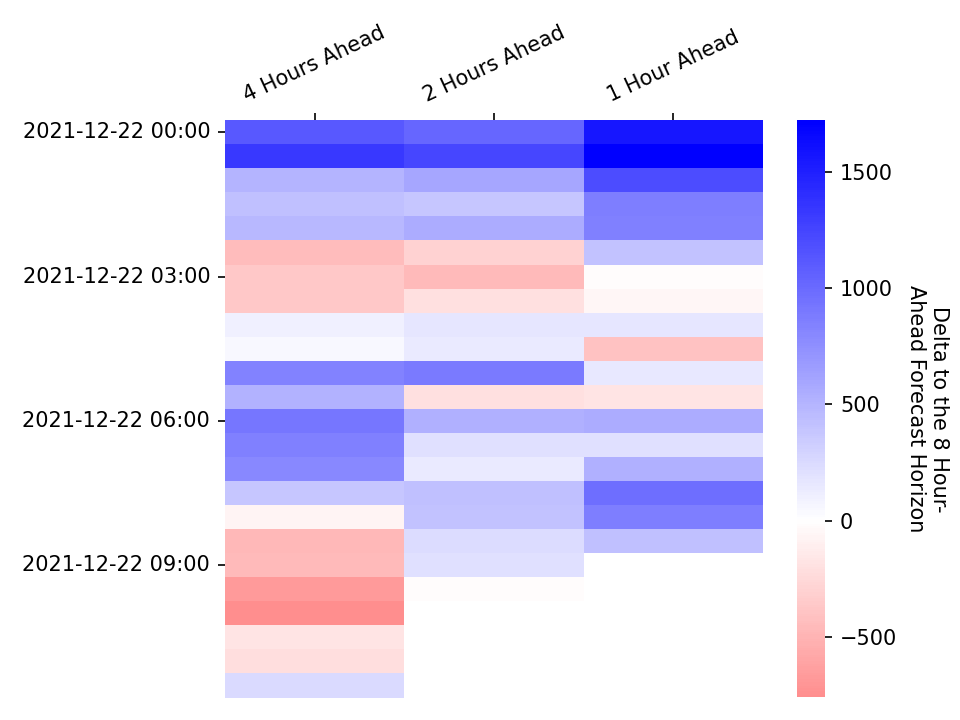 4 Hours Ahead
2 Hours Ahead
1 Hour Ahead
2021-12-22 00:00
2021-12-22 03:00
2021-12-22 06:00
2021-12-22 09:00
1500
1000
500
0
−500
Delta to the 8 Hour-
Ahead Forecast Horizon